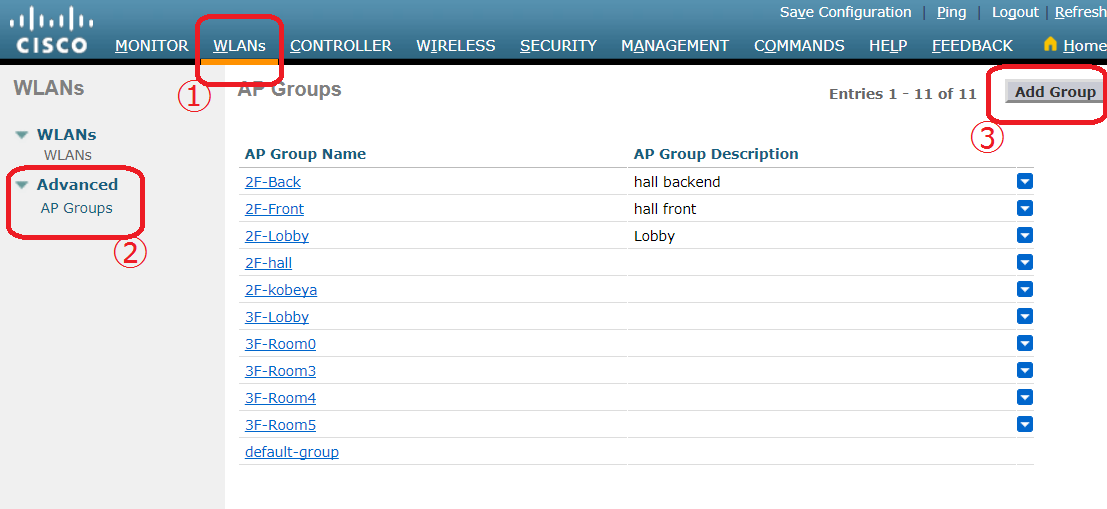 Save Configuration | Ping | Logout | Refresh
CISCO MONITOR WLANs CONTROLLER WIRELESS SECURITY MANAGEMENT COMMANDS HELP FEEDBACK Home
WLANs
① AP Groups
Entries 1 - 11 of 11
Add Group
③
WLANs
WLANs
Advanced
AP Groups
②
AP Group Name AP Group Description
2F-Back hall backend
2F-Front hall front
2F-Lobby Lobby
2F-hall
2F-kobeya
3F-Lobby
3F-Room0
3F-Room3
3F-Room4
3F-Room5
default-group